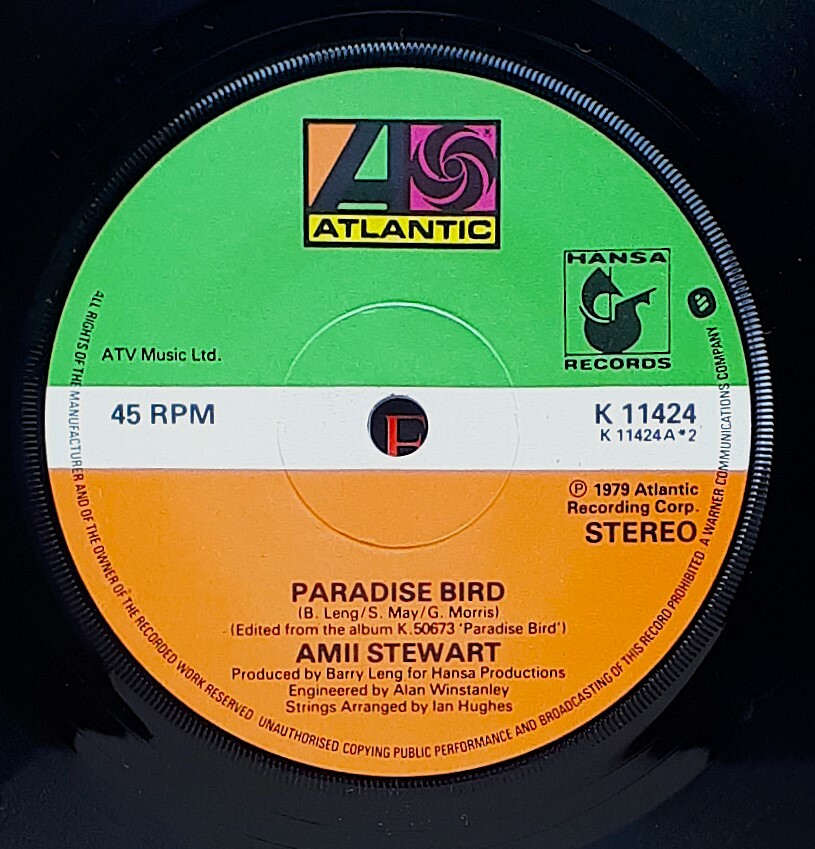 ATLANTIC
HANSA
RECORDS
ATV Music Ltd.
45 RPM
K 11424
K 11424 A*2
℗ 1979 Atlantic
Recording Corp.
STEREO
PARADISE BIRD
(B. Leng/S. May/G. Morris)
(Edited from the album K.50673 'Paradise Bird')
AMII STEWART
Produced by Barry Leng for Hansa Productions
Engineered by Alan Winstanley
Strings Arranged by Ian Hughes
ALL RIGHTS OF THE MANUFACTURER AND OF THE OWNER OF THE RECORDED WORK RESERVED UNAUTHORISED COPYING PUBLIC PERFORMANCE AND BROADCASTING OF THIS RECORD PROHIBITED · A WARNER COMMUNICATIONS COMPANY